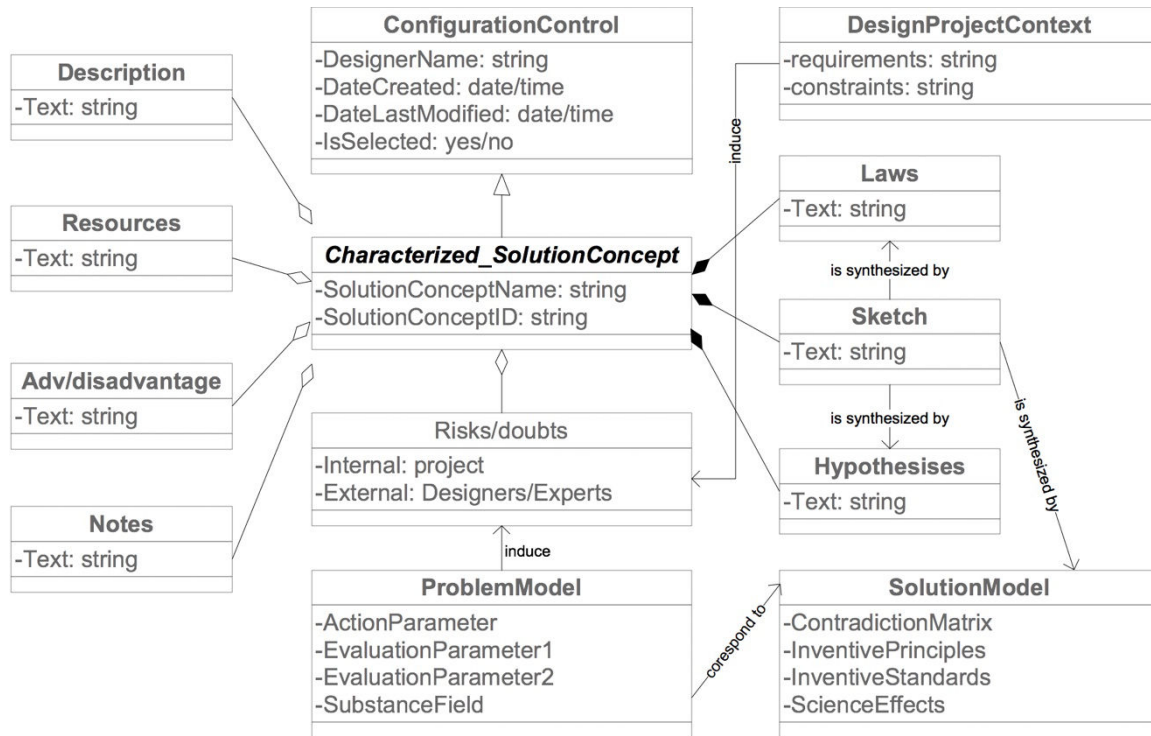 ConfigurationControl
-DesignerName: string
-DateCreated: date/time
-DateLastModified: date/time
-IsSelected: yes/no
DesignProjectContext
-requirements: string
-constraints: string
Description
-Text: string
induce
Laws
-Text: string
Resources
-Text: string
Characterized_SolutionConcept
-SolutionConceptName: string
-SolutionConceptID: string
is synthesized by
Sketch
-Text: string
Adv/disadvantage
-Text: string
is synthesized by
is synthesized by
Risks/doubts
-Internal: project
-External: Designers/Experts
Hypothesises
-Text: string
Notes
-Text: string
induce
ProblemModel
-ActionParameter
-EvaluationParameter1
-EvaluationParameter2
-SubstanceField
corespond to
SolutionModel
-ContradictionMatrix
-InventivePrinciples
-InventiveStandards
-ScienceEffects